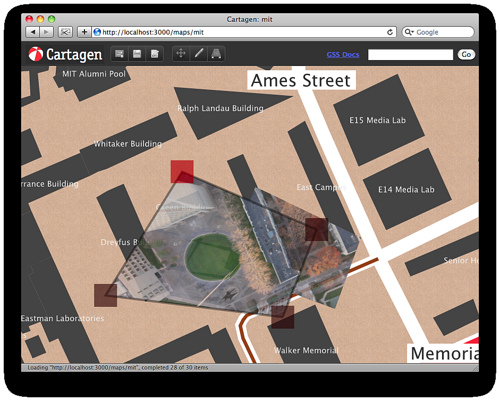 Cartagen: mit
http://localhost:3000/maps/mit
Google
Cartagen
GSS Docs
Go
MIT Alumni Pool
Ames Street
Ralph Landau Building
E15 Media Lab
Whitaker Building
rrance Building
East Camp
E14 Media Lab
Dreyfus B
Senior Ho
Eastman Laboratories
Walker Memorial
Memoria
Loading "http://localhost:3000/maps/mit", completed 28 of 30 items